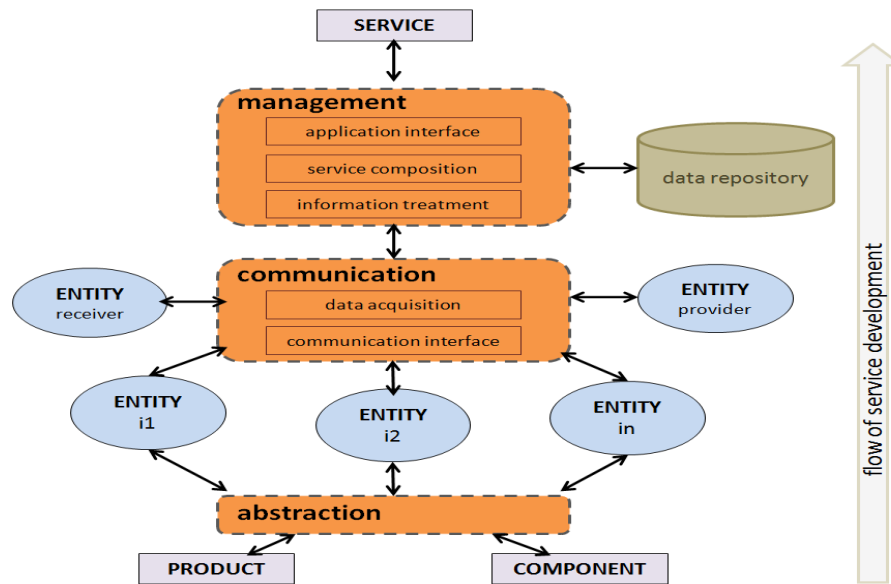 SERVICE
management
application interface
service composition
information treatment
data repository
communication
data acquisition
communication interface
ENTITY
receiver
ENTITY
provider
ENTITY
i1
ENTITY
i2
ENTITY
in
abstraction
PRODUCT
COMPONENT
flow of service development